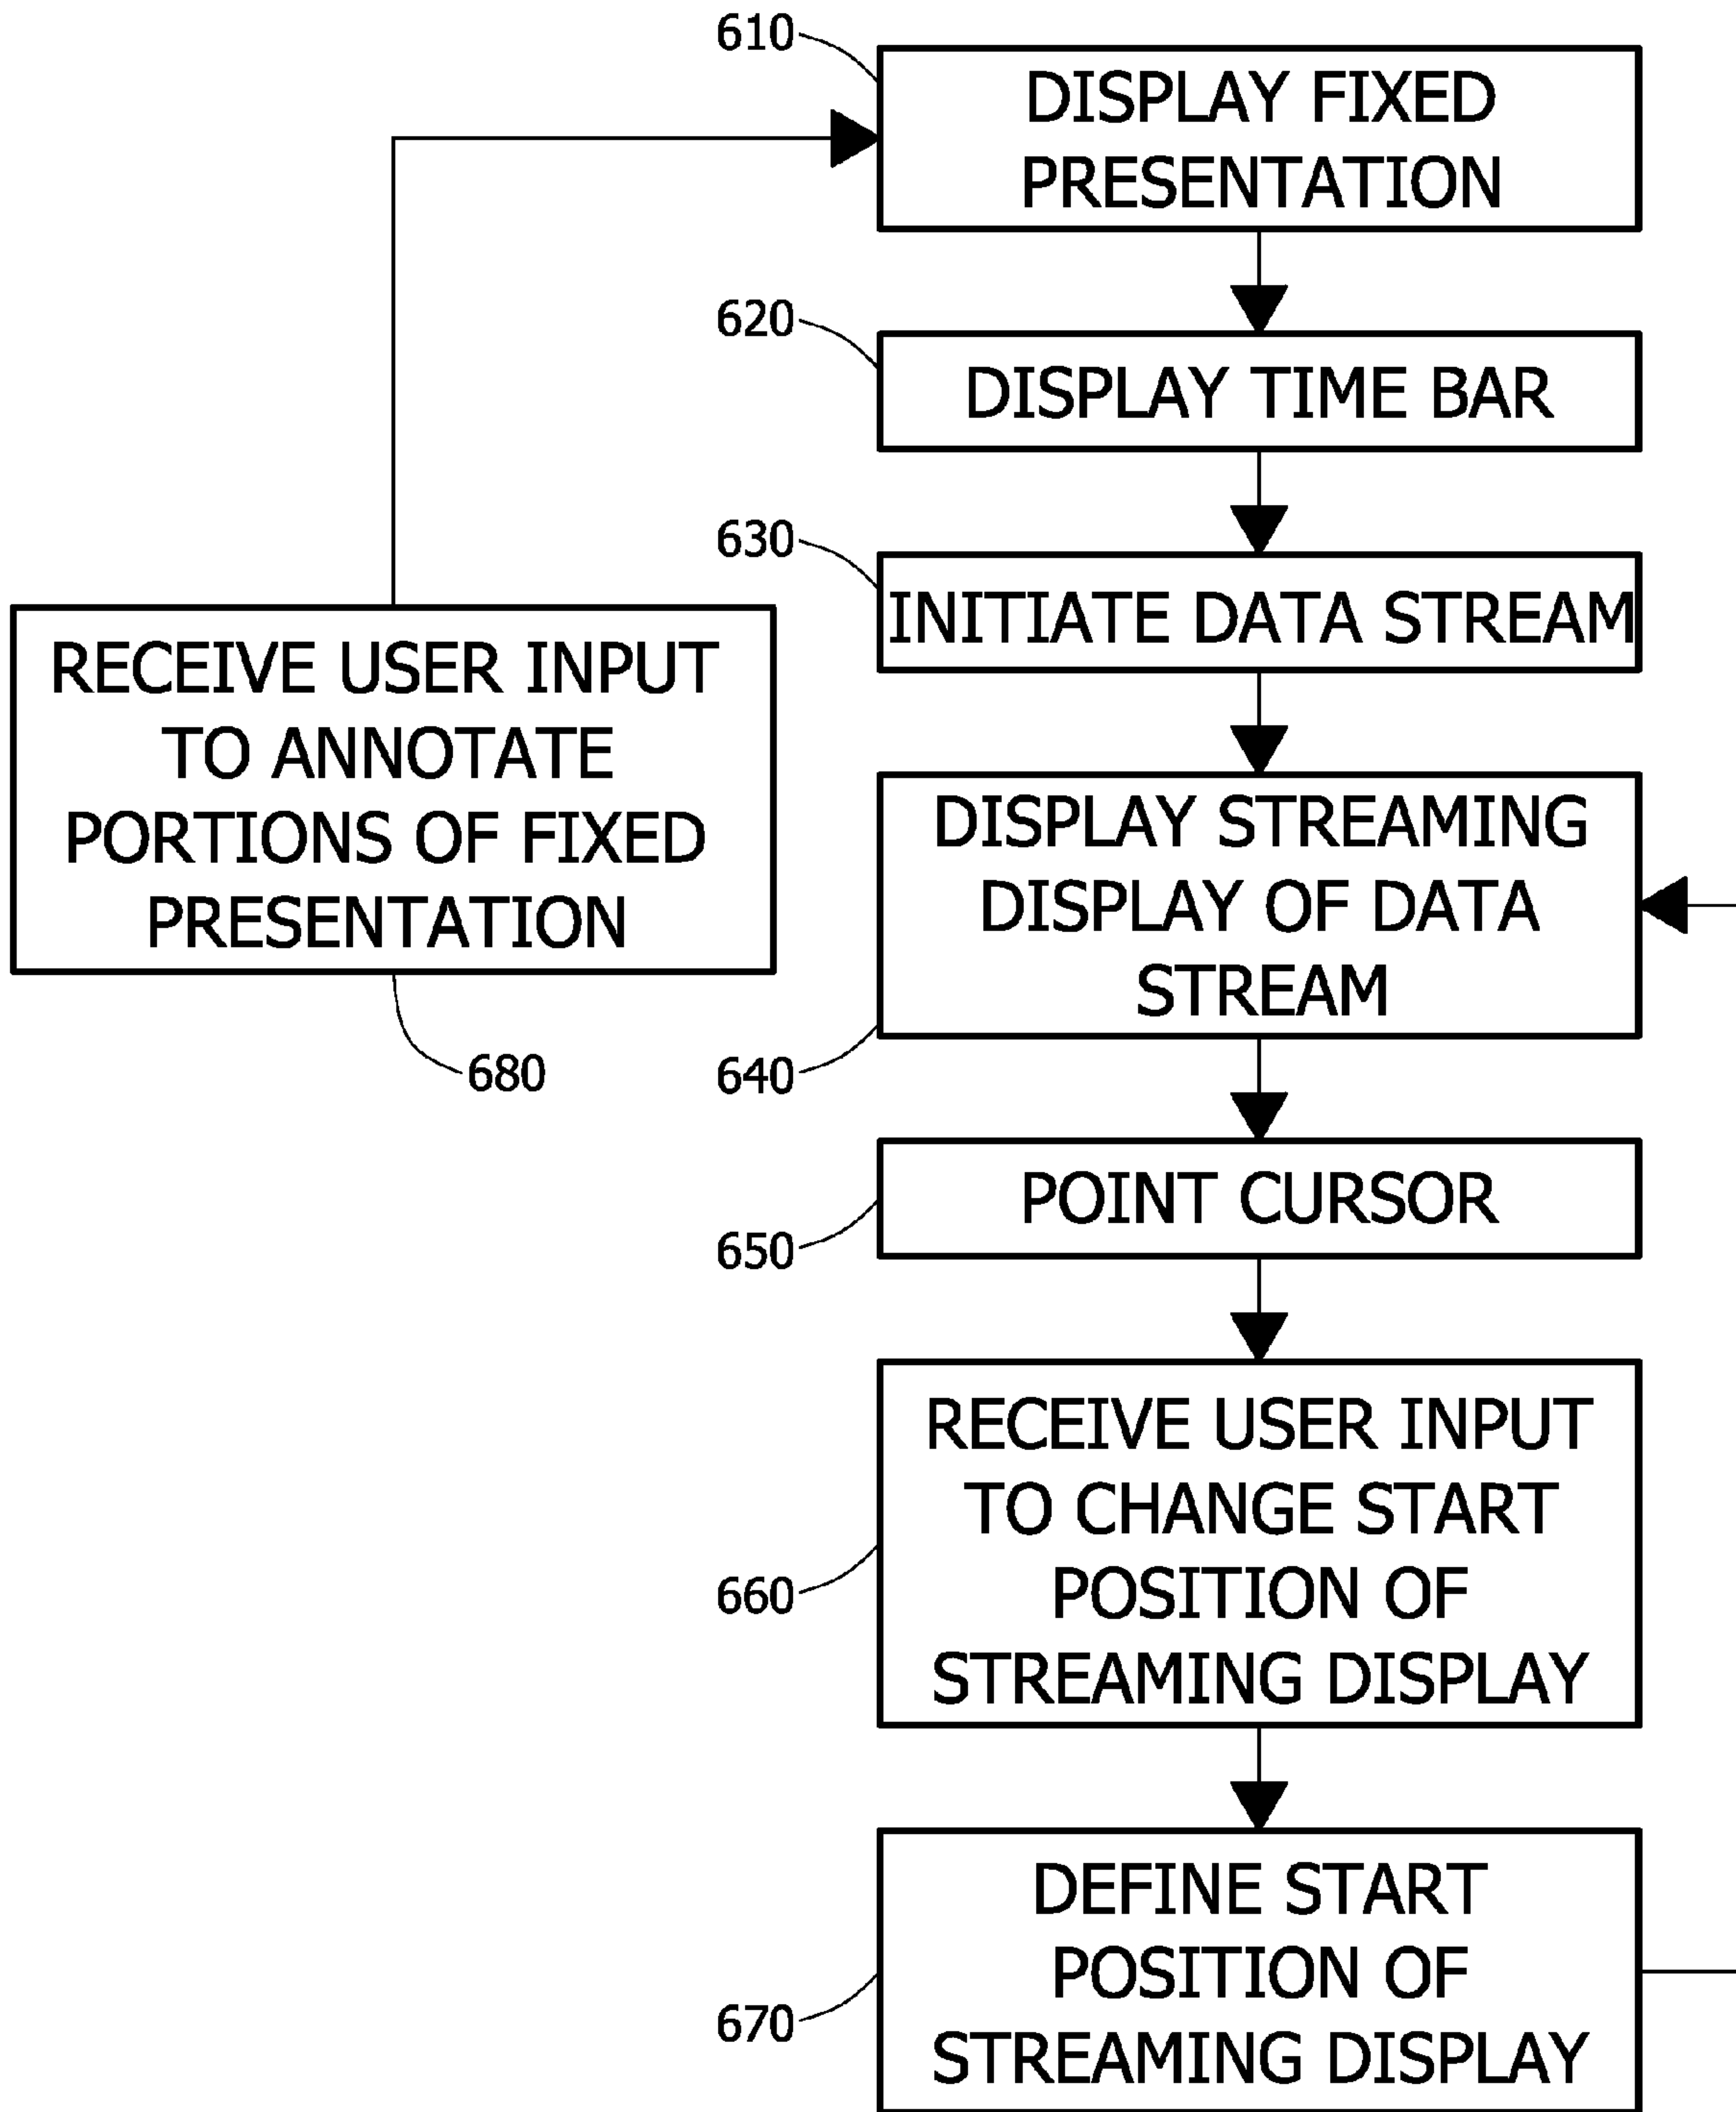 610
DISPLAY FIXED
PRESENTATION
620
DISPLAY TIME BAR
630
INITIATE DATA STREAM
RECEIVE USER INPUT
TO ANNOTATE
PORTIONS OF FIXED
PRESENTATION
680
DISPLAY STREAMING
DISPLAY OF DATA
STREAM
640
POINT CURSOR
650
RECEIVE USER INPUT
TO CHANGE START
POSITION OF
STREAMING DISPLAY
660
DEFINE START
POSITION OF
STREAMING DISPLAY
670